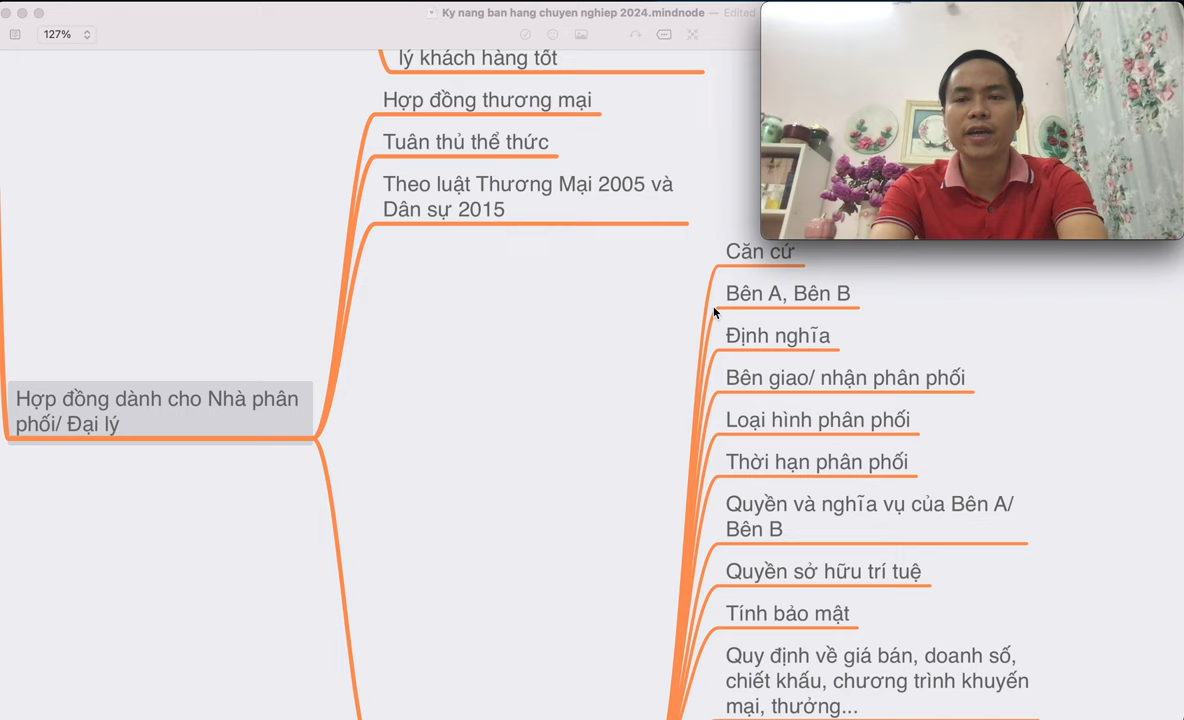 Ky nang ban hang chuyen nghiep 2024.mindnode — Edited
127%
lý khách hàng tốt
Hợp đồng thương mại
Tuân thủ thể thức
Theo luật Thương Mại 2005 và
Dân sự 2015
Hợp đồng dành cho Nhà phân
phối/ Đại lý
Căn cứ
Bên A, Bên B
Định nghĩa
Bên giao/ nhận phân phối
Loại hình phân phối
Thời hạn phân phối
Quyền và nghĩa vụ của Bên A/
Bên B
Quyền sở hữu trí tuệ
Tính bảo mật
Quy định về giá bán, doanh số,
chiết khấu, chương trình khuyến
mại, thưởng...